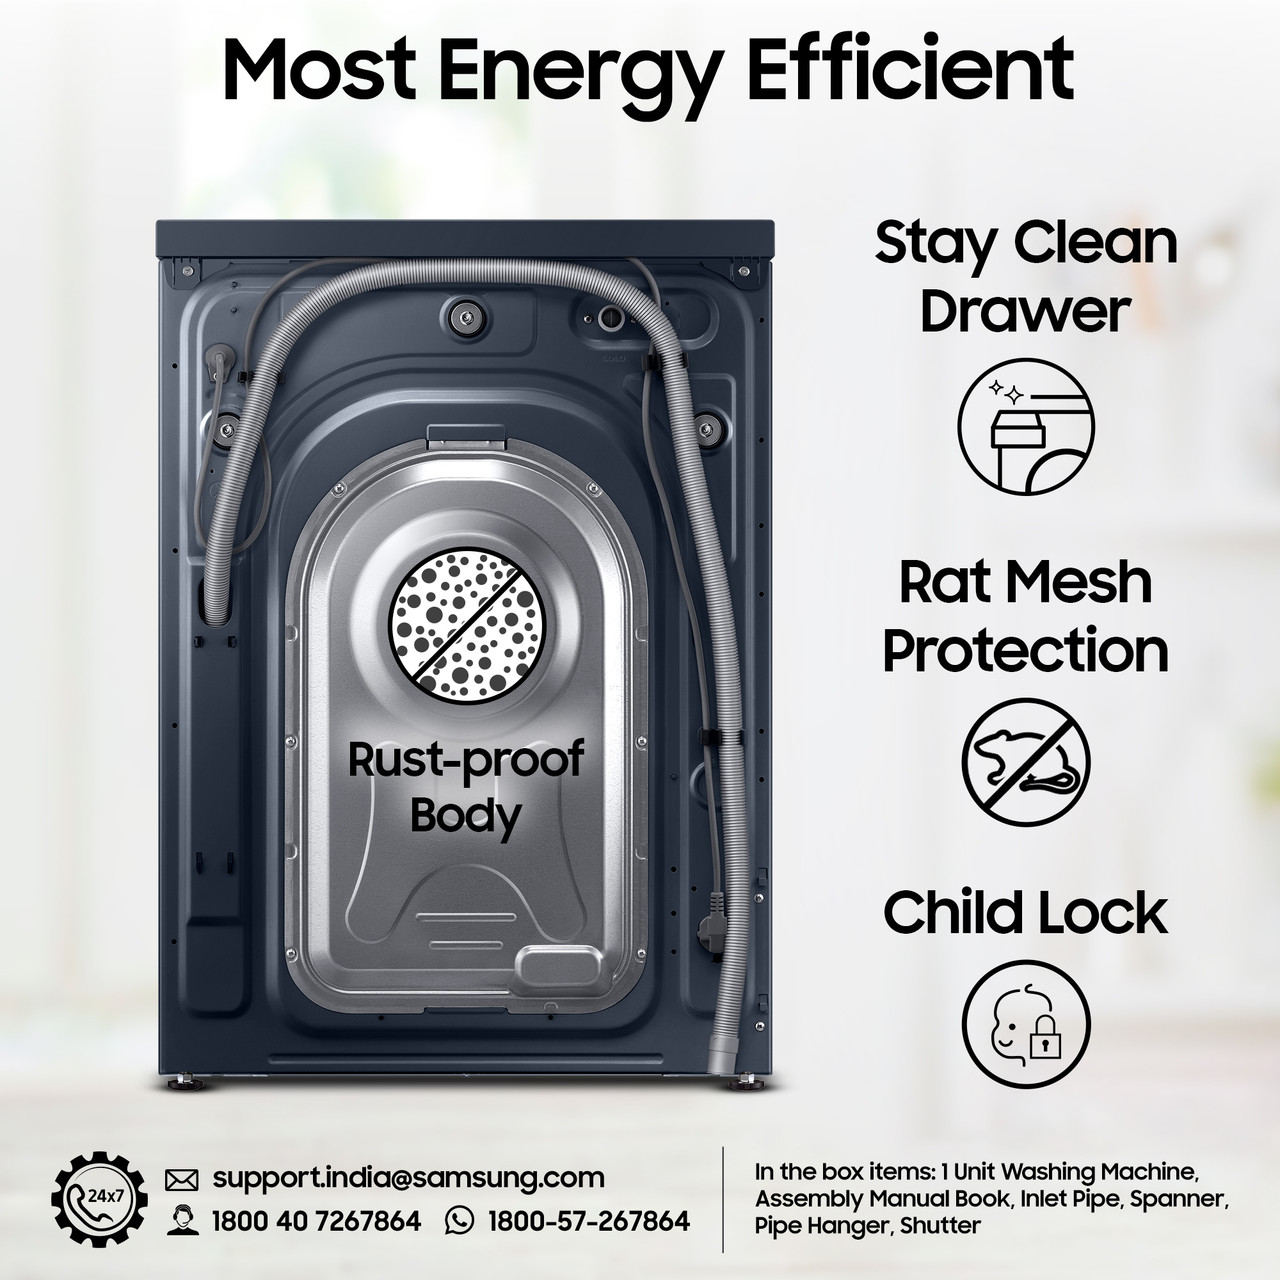 Most Energy Efficient
Stay Clean
Drawer
Rat Mesh
Protection
Rust-proof
Body
Child Lock
24x7
support.india@samsung.com
1800 40 7267864
1800-57-267864
In the box items: 1 Unit Washing Machine,
Assembly Manual Book, Inlet Pipe, Spanner,
Pipe Hanger, Shutter